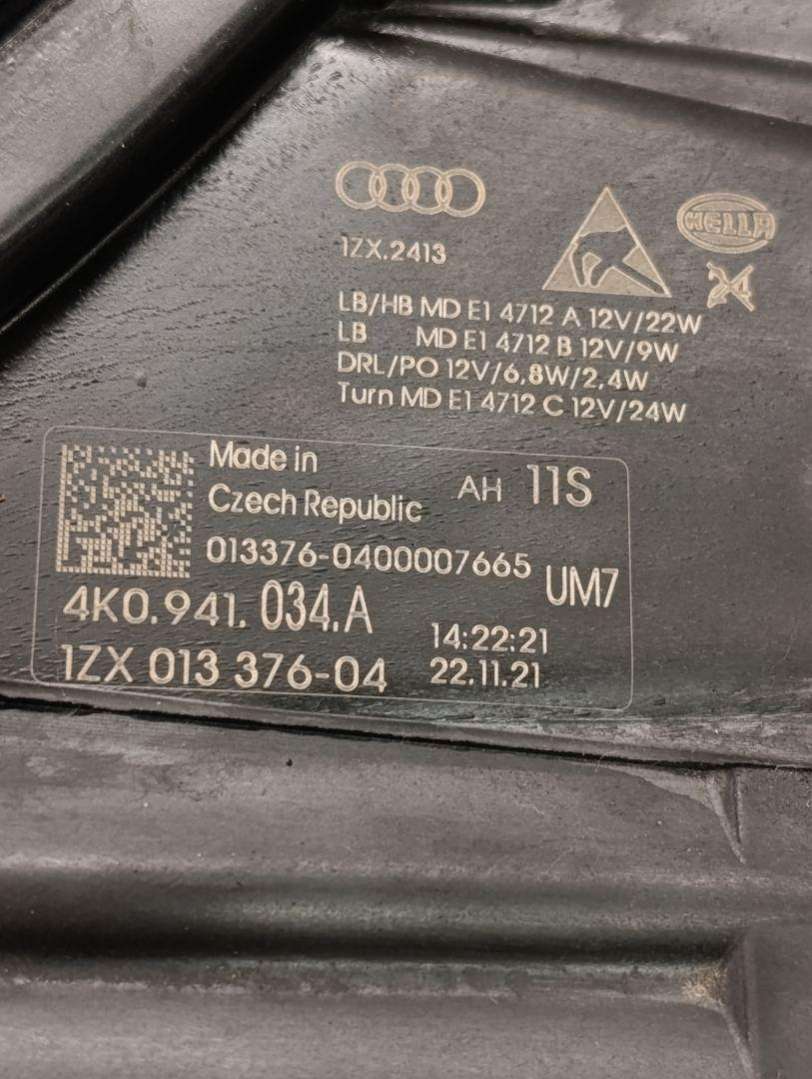 1ZX.2413
HELLA
24
LB/HB MD E1 4712 A 12V/22W
LB MD E1 4712 B 12V/9W
DRL/PO 12V/6,8W/2,4W
Turn MD E1 4712 C 12V/24W
Made in
Czech Republic
AH 11S
013376-0400007665
UM7
4K0.941.034.A
14:22:21
1ZX 013 376-04
22.11.21